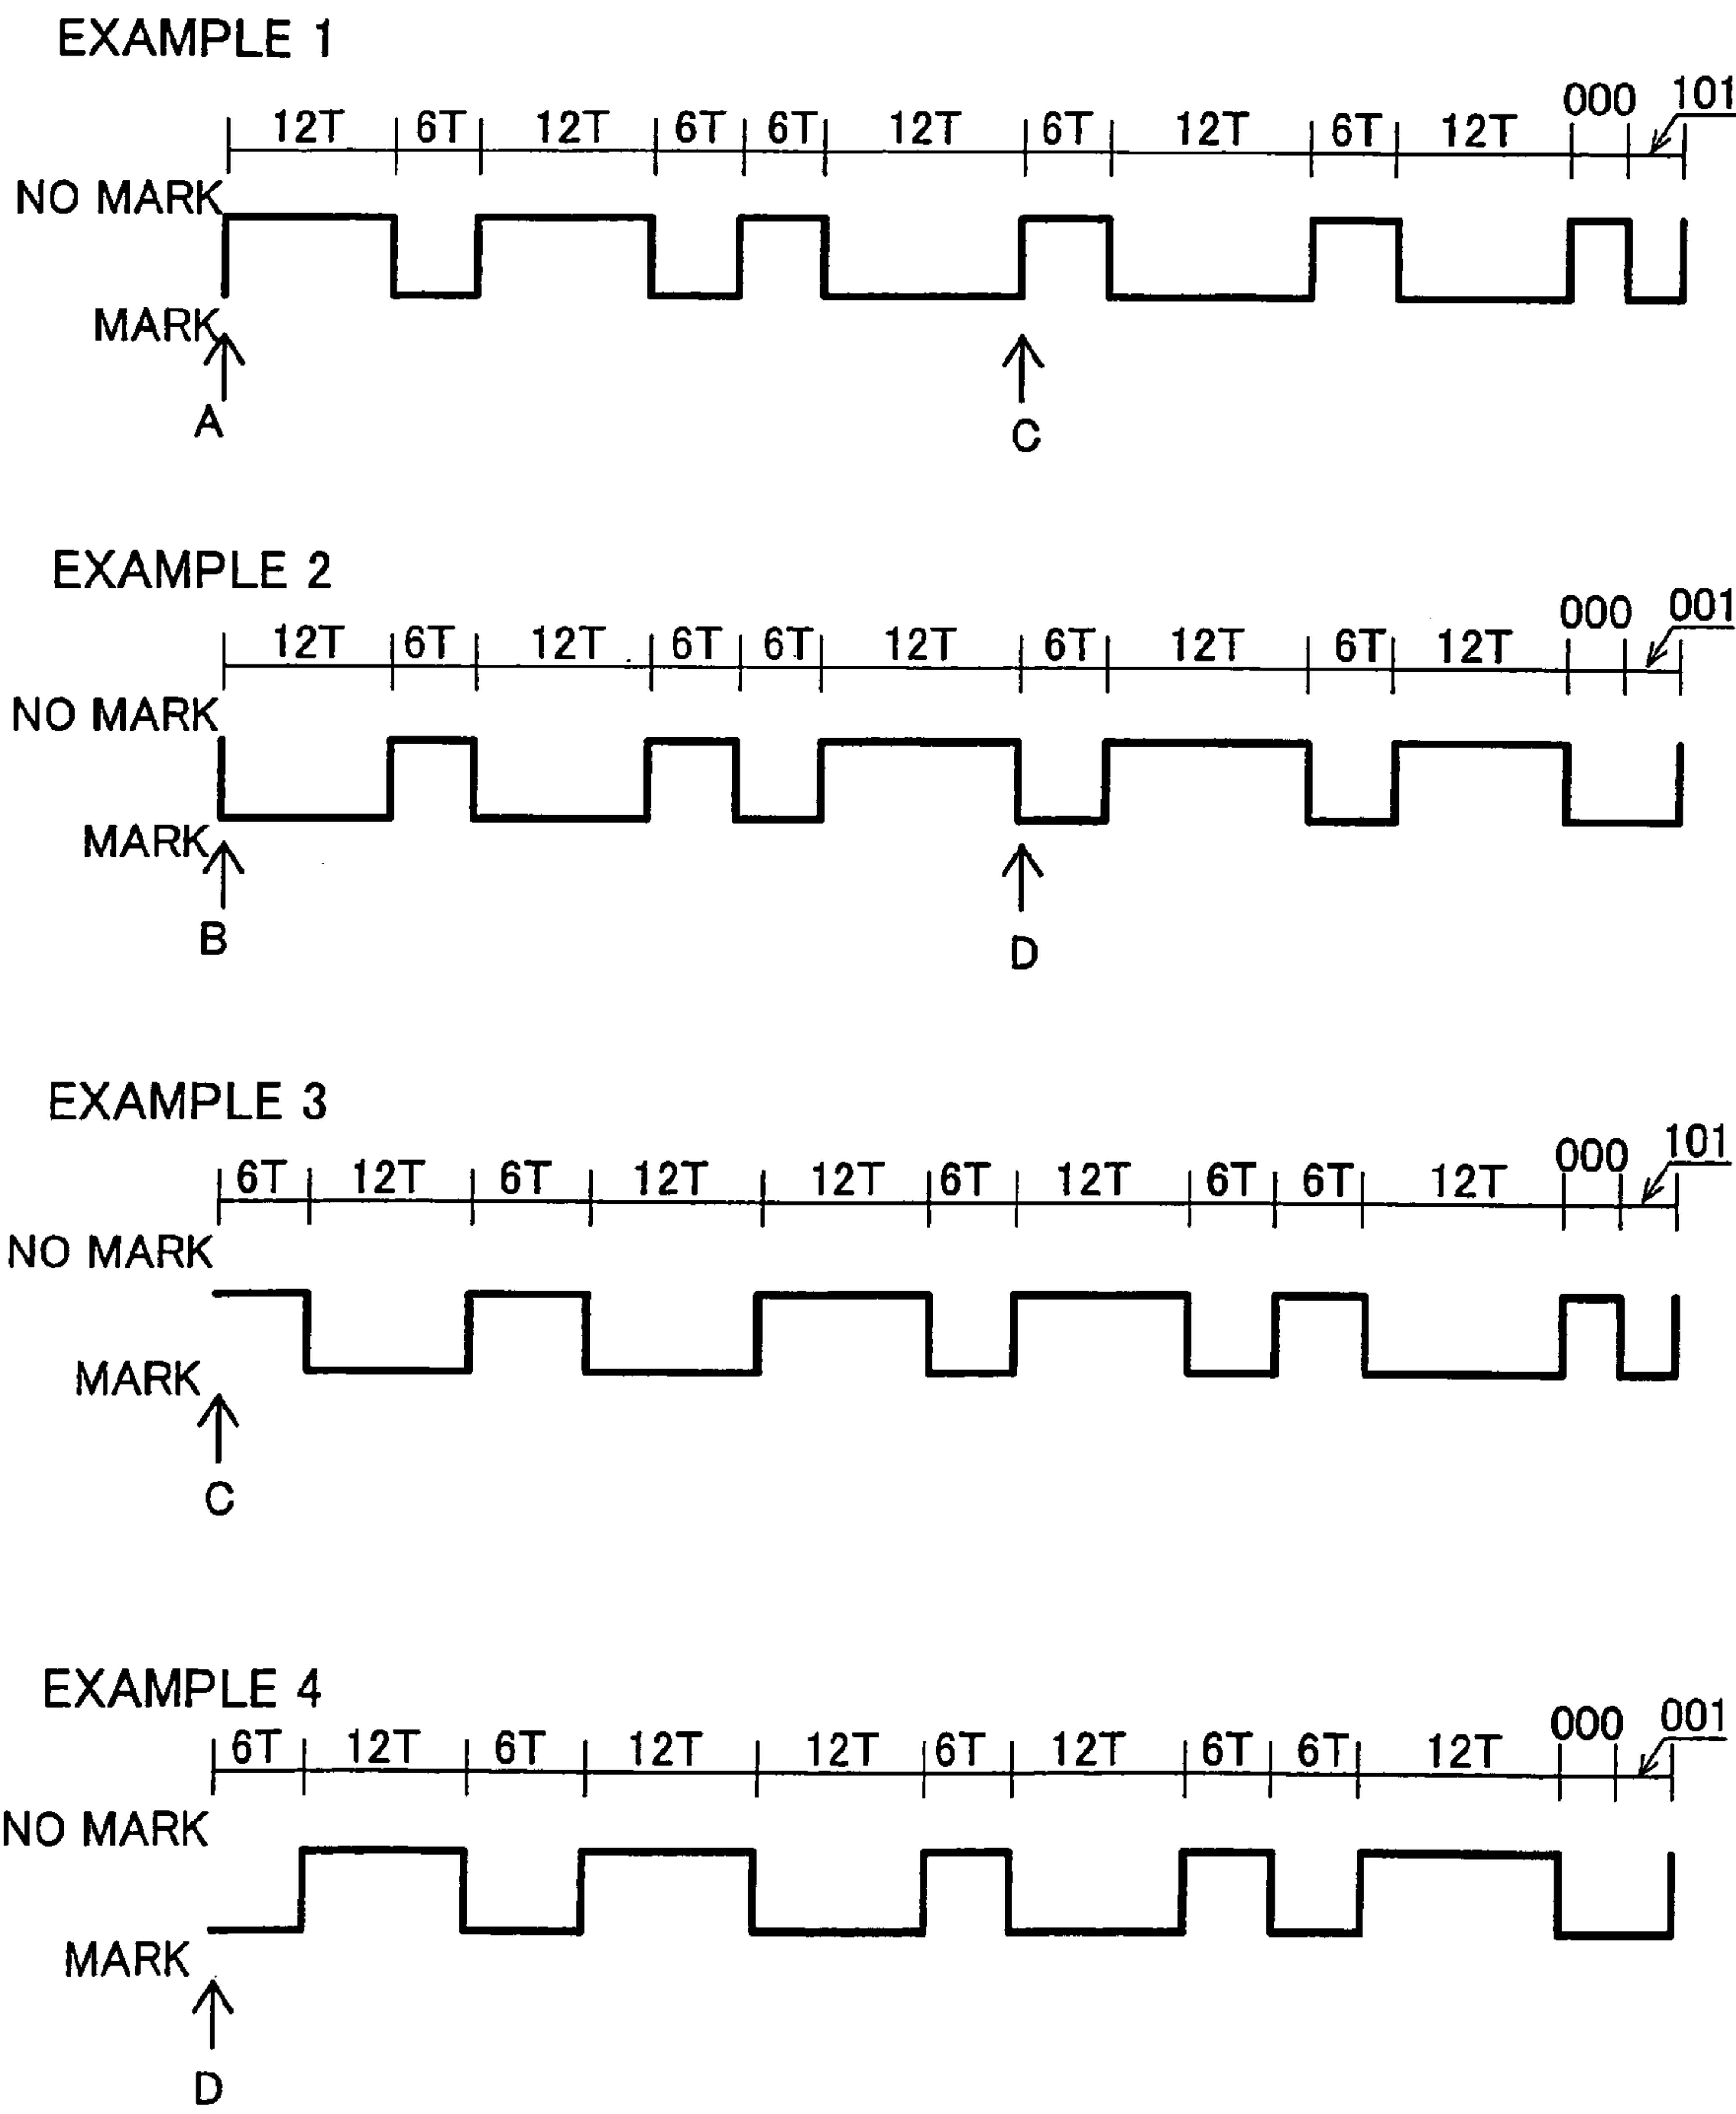 EXAMPLE 1
12T 6T 12T 6T 6T 12T 6T 12T 6T 12T 000 101
NO MARK
MARK
A C
EXAMPLE 2
12T 6T 12T 6T 6T 12T 6T 12T 6T 12T 000 001
NO MARK
MARK
B D
EXAMPLE 3
6T 12T 6T 12T 12T 6T 12T 6T 6T 12T 000 101
NO MARK
MARK
C
EXAMPLE 4
6T 12T 6T 12T 12T 6T 12T 6T 6T 12T 000 001
NO MARK
MARK
D